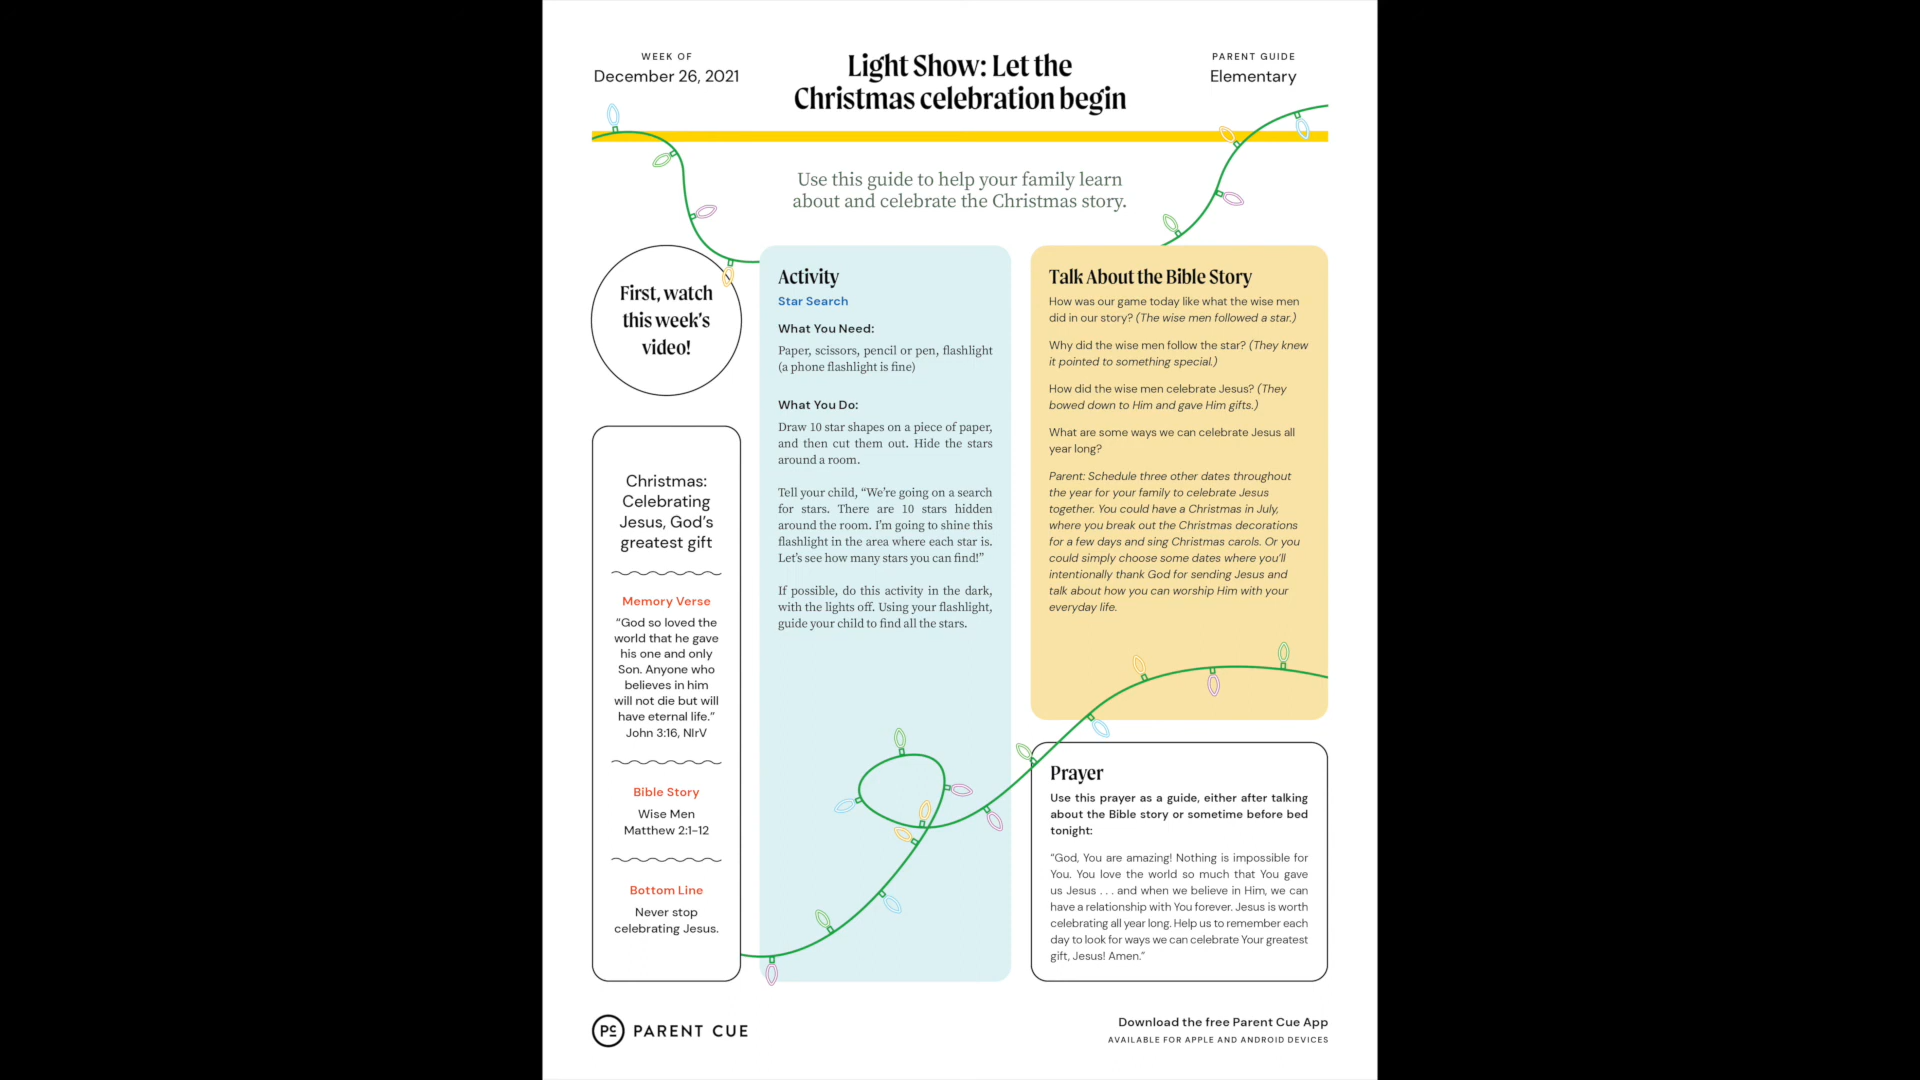 WEEK OF
December 26, 2021
Light Show: Let the
Christmas celebration begin
PARENT GUIDE
Elementary
Use this guide to help your family learn
about and celebrate the Christmas story.
First, watch
this week's
video!
Christmas:
Celebrating
Jesus, God's
greatest gift
Memory Verse
"God so loved the
world that he gave
his one and only
Son. Anyone who
believes in him
will not die but will
have eternal life."
John 3:16, NIrV
Bible Story
Wise Men
Matthew 2:1–12
Bottom Line
Never stop
celebrating Jesus.
Activity
Star Search
What You Need:
Paper, scissors, pencil or pen, flashlight
(a phone flashlight is fine)
What You Do:
Draw 10 star shapes on a piece of paper,
and then cut them out. Hide the stars
around a room.
Tell your child, “We're going on a search
for stars. There are 10 stars hidden
around the room. I'm going to shine this
flashlight in the area where each star is.
Let's see how many stars you can find!”
If possible, do this activity in the dark,
with the lights off. Using your flashlight,
guide your child to find all the stars.
Talk About the Bible Story
How was our game today like what the wise men
did in our story? (The wise men followed a star.)
Why did the wise men follow the star? (They knew
it pointed to something special.)
How did the wise men celebrate Jesus? (They
bowed down to Him and gave Him gifts.)
What are some ways we can celebrate Jesus all
year long?
Parent: Schedule three other dates throughout
the year for your family to celebrate Jesus
together. You could have a Christmas in July,
where you break out the Christmas decorations
for a few days and sing Christmas carols. Or you
could simply choose some dates where you'll
intentionally thank God for sending Jesus and
talk about how you can worship Him with your
everyday life.
Prayer
Use this prayer as a guide, either after talking
about the Bible story or sometime before bed
tonight:
“God, You are amazing! Nothing is impossible for
You. You love the world so much that You gave
us Jesus . . . and when we believe in Him, we can
have a relationship with You forever. Jesus is worth
celebrating all year long. Help us to remember each
day to look for ways we can celebrate Your greatest
gift, Jesus! Amen.”
PC PARENT CUE
Download the free Parent Cue App
AVAILABLE FOR APPLE AND ANDROID DEVICES